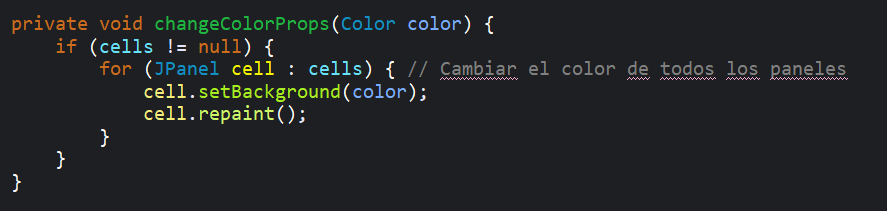 private void changeColorProps(Color color) {
    if (cells != null) {
        for (JPanel cell : cells) { // Cambiar el color de todos los paneles
            cell.setBackground(color);
            cell.repaint();
        }
    }
}